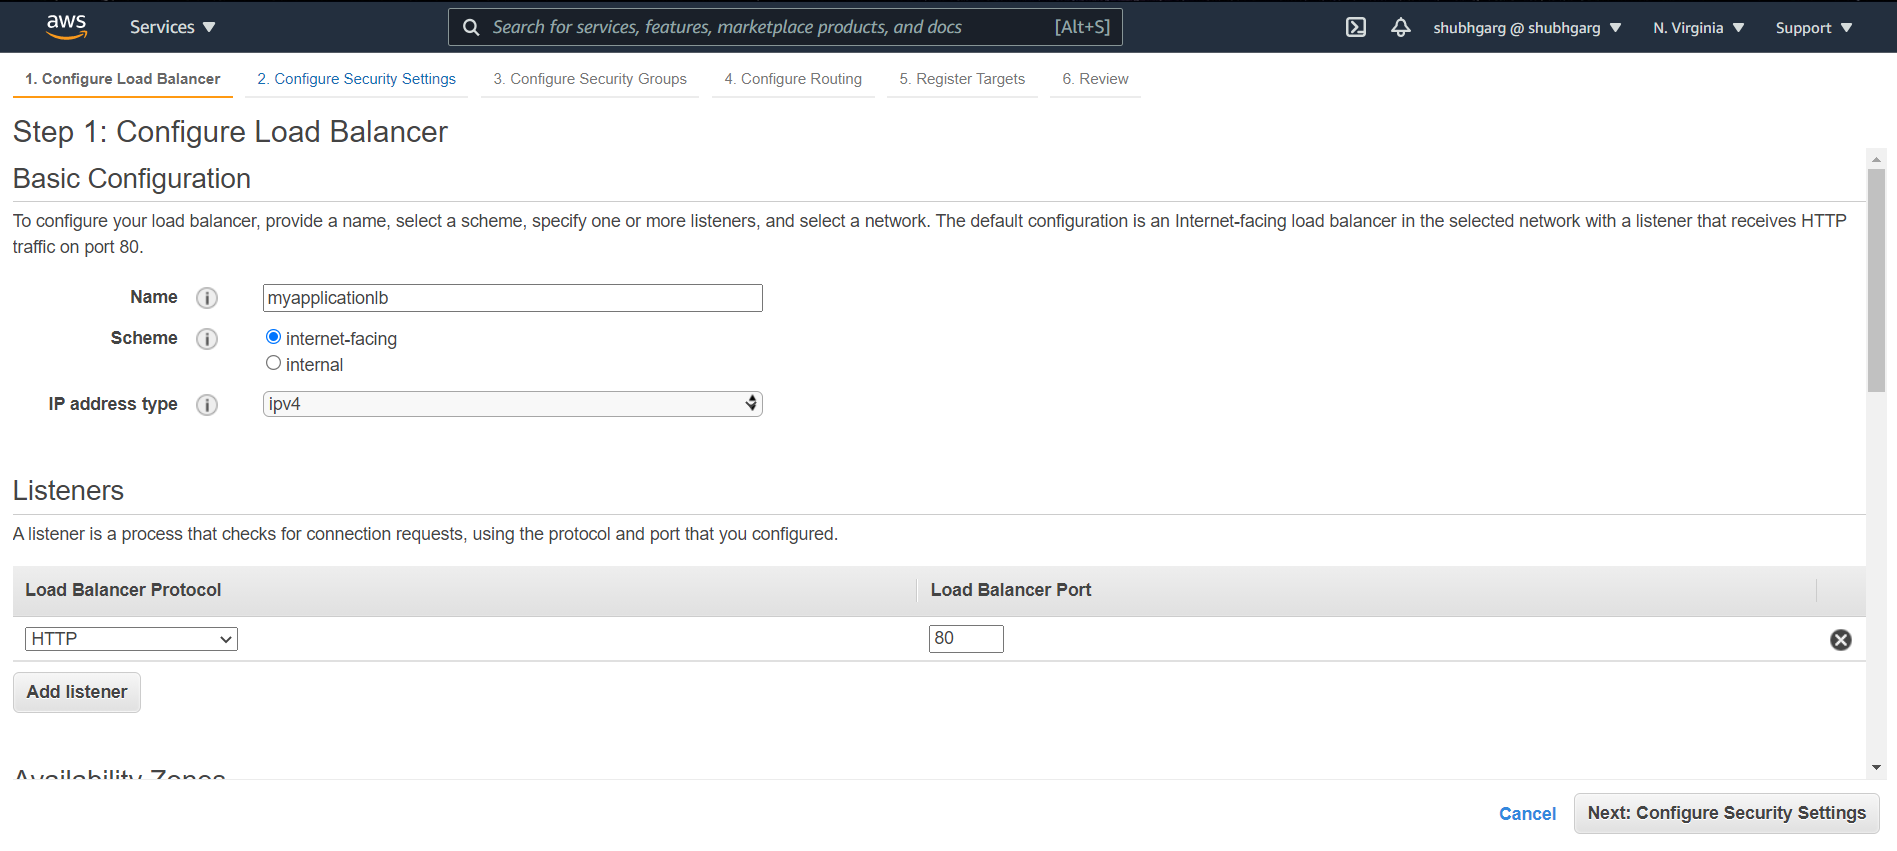 aws Services Search for services, features, marketplace products, and docs [Alt+S] shubhgarg @ shubhgarg N. Virginia Support
1. Configure Load Balancer 2. Configure Security Settings 3. Configure Security Groups 4. Configure Routing 5. Register Targets 6. Review
Step 1: Configure Load Balancer
Basic Configuration
To configure your load balancer, provide a name, select a scheme, specify one or more listeners, and select a network. The default configuration is an Internet-facing load balancer in the selected network with a listener that receives HTTP
traffic on port 80.
Name i myapplicationlb
Scheme i internet-facing
internal
IP address type i ipv4
Listeners
A listener is a process that checks for connection requests, using the protocol and port that you configured.
Load Balancer Protocol Load Balancer Port
HTTP 80
Add listener
Availability Zones
Cancel Next: Configure Security Settings